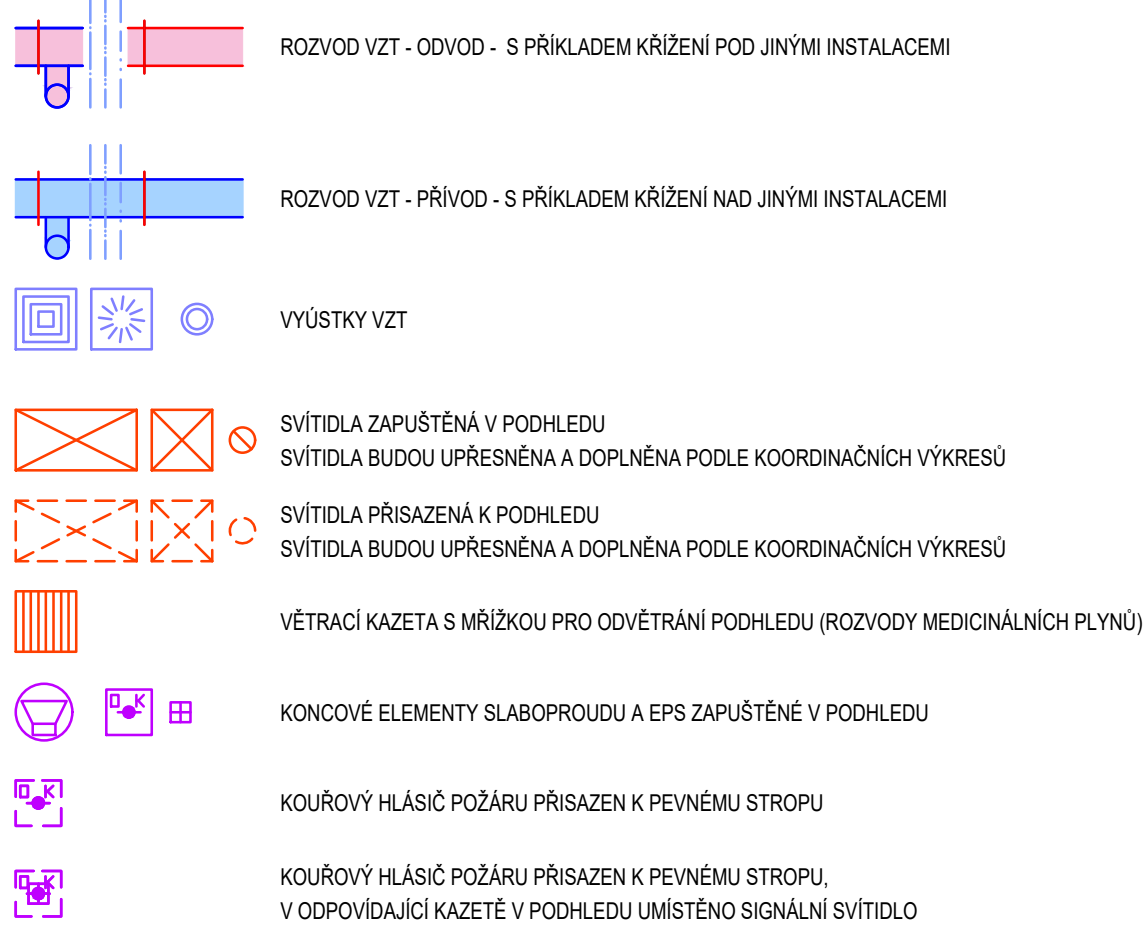 ROZVOD VZT - ODVOD - S PŘÍKLADEM KŘÍŽENÍ POD JINÝMI INSTALACEMI
ROZVOD VZT - PŘÍVOD - S PŘÍKLADEM KŘÍŽENÍ NAD JINÝMI INSTALACEMI
VYÚSTKY VZT
SVÍTIDLA ZAPUŠTĚNÁ V PODHLEDU
SVÍTIDLA BUDOU UPŘESNĚNA A DOPLNĚNA PODLE KOORDINAČNÍCH VÝKRESŮ
SVÍTIDLA PŘISAZENÁ K PODHLEDU
SVÍTIDLA BUDOU UPŘESNĚNA A DOPLNĚNA PODLE KOORDINAČNÍCH VÝKRESŮ
VĚTRACÍ KAZETA S MŘÍŽKOU PRO ODVĚTRÁNÍ PODHLEDU (ROZVODY MEDICINÁLNÍCH PLYNŮ)
O K
KONCOVÉ ELEMENTY SLABOPROUDU A EPS ZAPUŠTĚNÉ V PODHLEDU
O K
KOUŘOVÝ HLÁSIČ POŽÁRU PŘISAZEN K PEVNÉMU STROPU
O K
KOUŘOVÝ HLÁSIČ POŽÁRU PŘISAZEN K PEVNÉMU STROPU,
V ODPOVÍDAJÍCÍ KAZETĚ V PODHLEDU UMÍSTĚNO SIGNÁLNÍ SVÍTIDLO